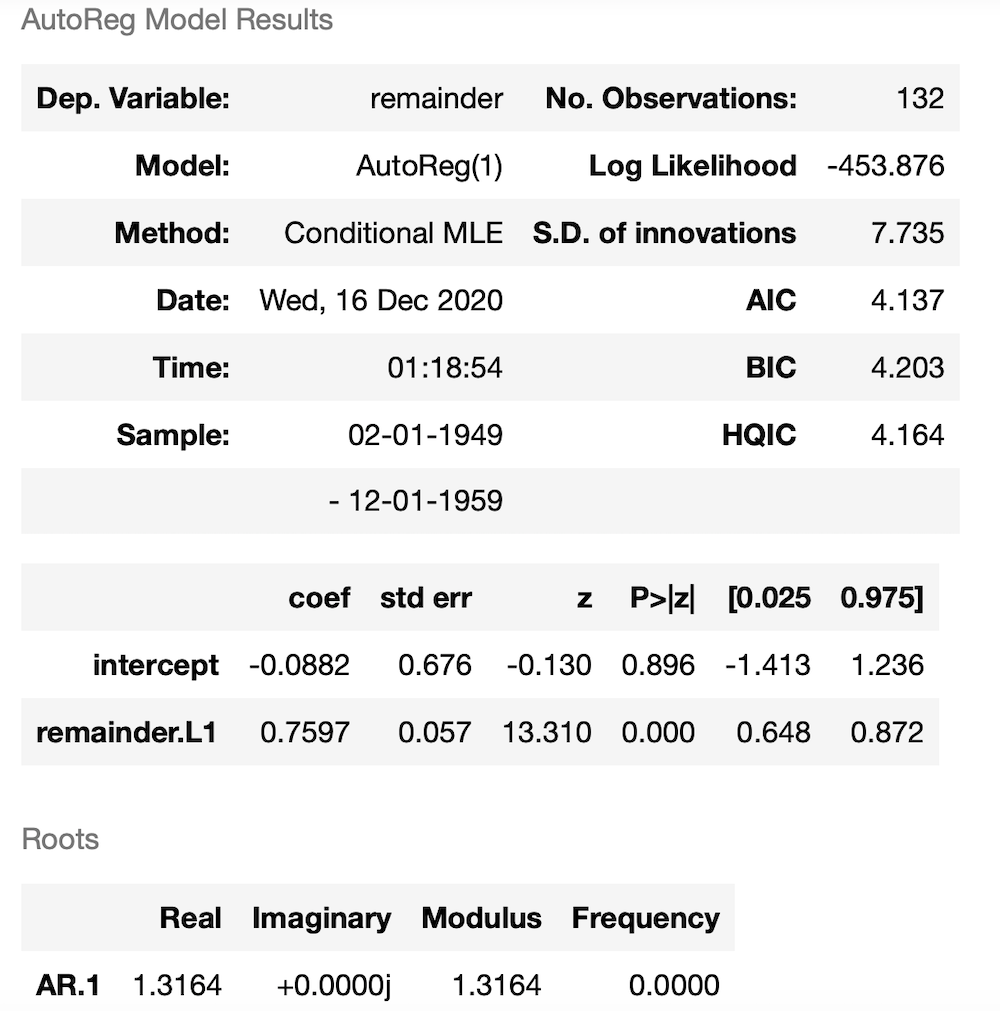 AutoReg Model Results
Dep. Variable: remainder No. Observations: 132
Model: AutoReg(1) Log Likelihood -453.876
Method: Conditional MLE S.D. of innovations 7.735
Date: Wed, 16 Dec 2020 AIC 4.137
Time: 01:18:54 BIC 4.203
Sample: 02-01-1949 HQIC 4.164
- 12-01-1959
coef std err z P>|z| [0.025 0.975]
intercept -0.0882 0.676 -0.130 0.896 -1.413 1.236
remainder.L1 0.7597 0.057 13.310 0.000 0.648 0.872
Roots
Real Imaginary Modulus Frequency
AR.1 1.3164 +0.0000j 1.3164 0.0000